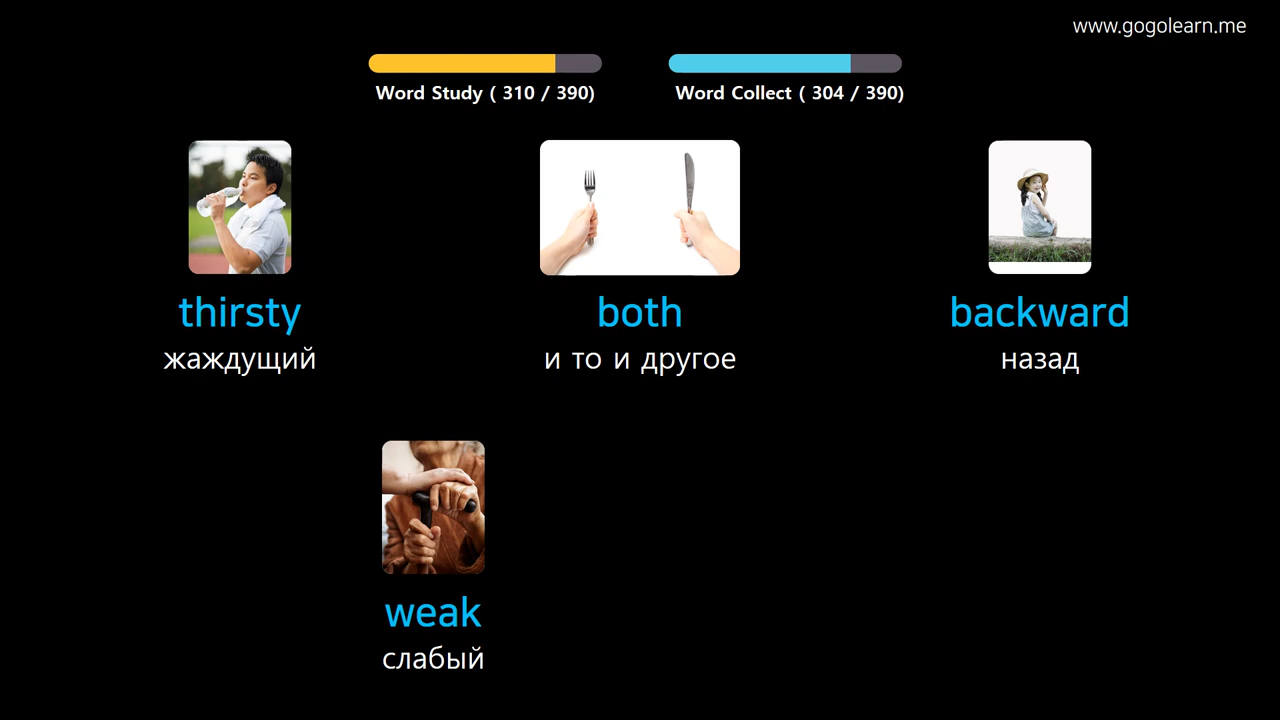 www.gogolearn.me
Word Study ( 310 / 390)
Word Collect ( 304 / 390)
thirsty
жаждущий
both
и то и другое
backward
назад
weak
слабый